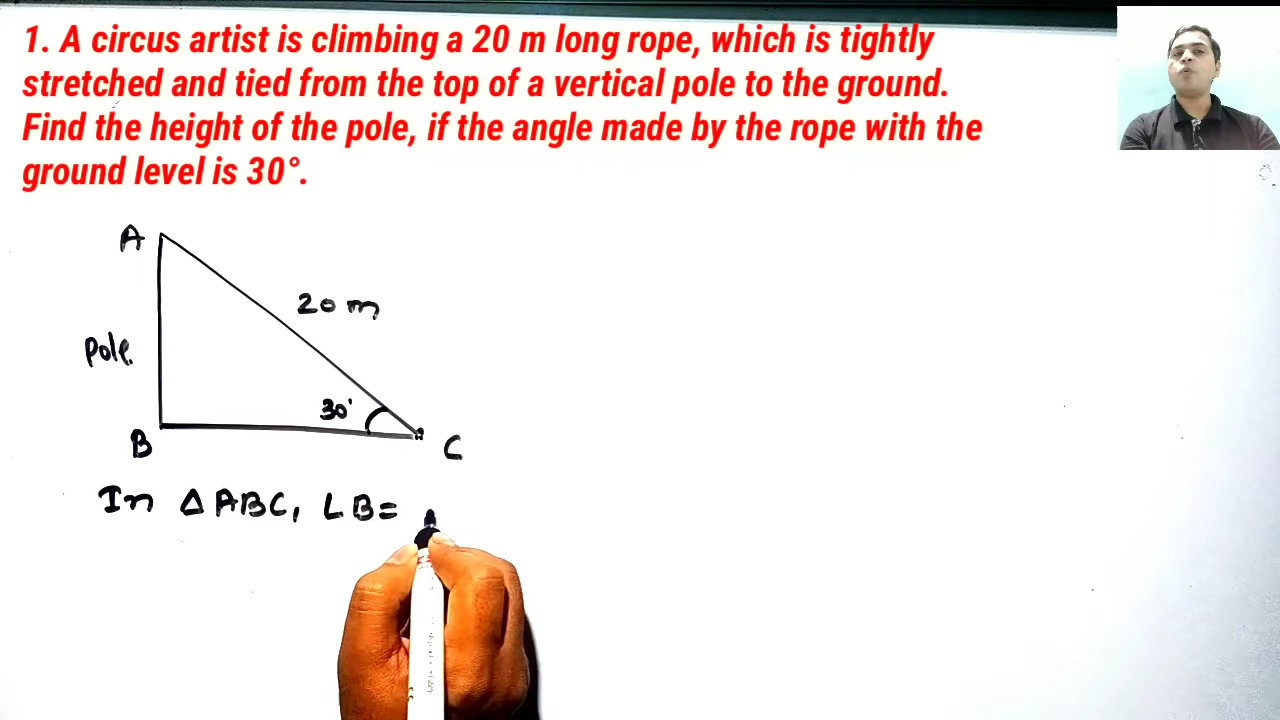 1. A circus artist is climbing a 20 m long rope, which is tightly
stretched and tied from the top of a vertical pole to the ground.
Find the height of the pole, if the angle made by the rope with the
ground level is 30°.
A
20 m
Pole.
30°
B
C
In △ABC, ∠B=